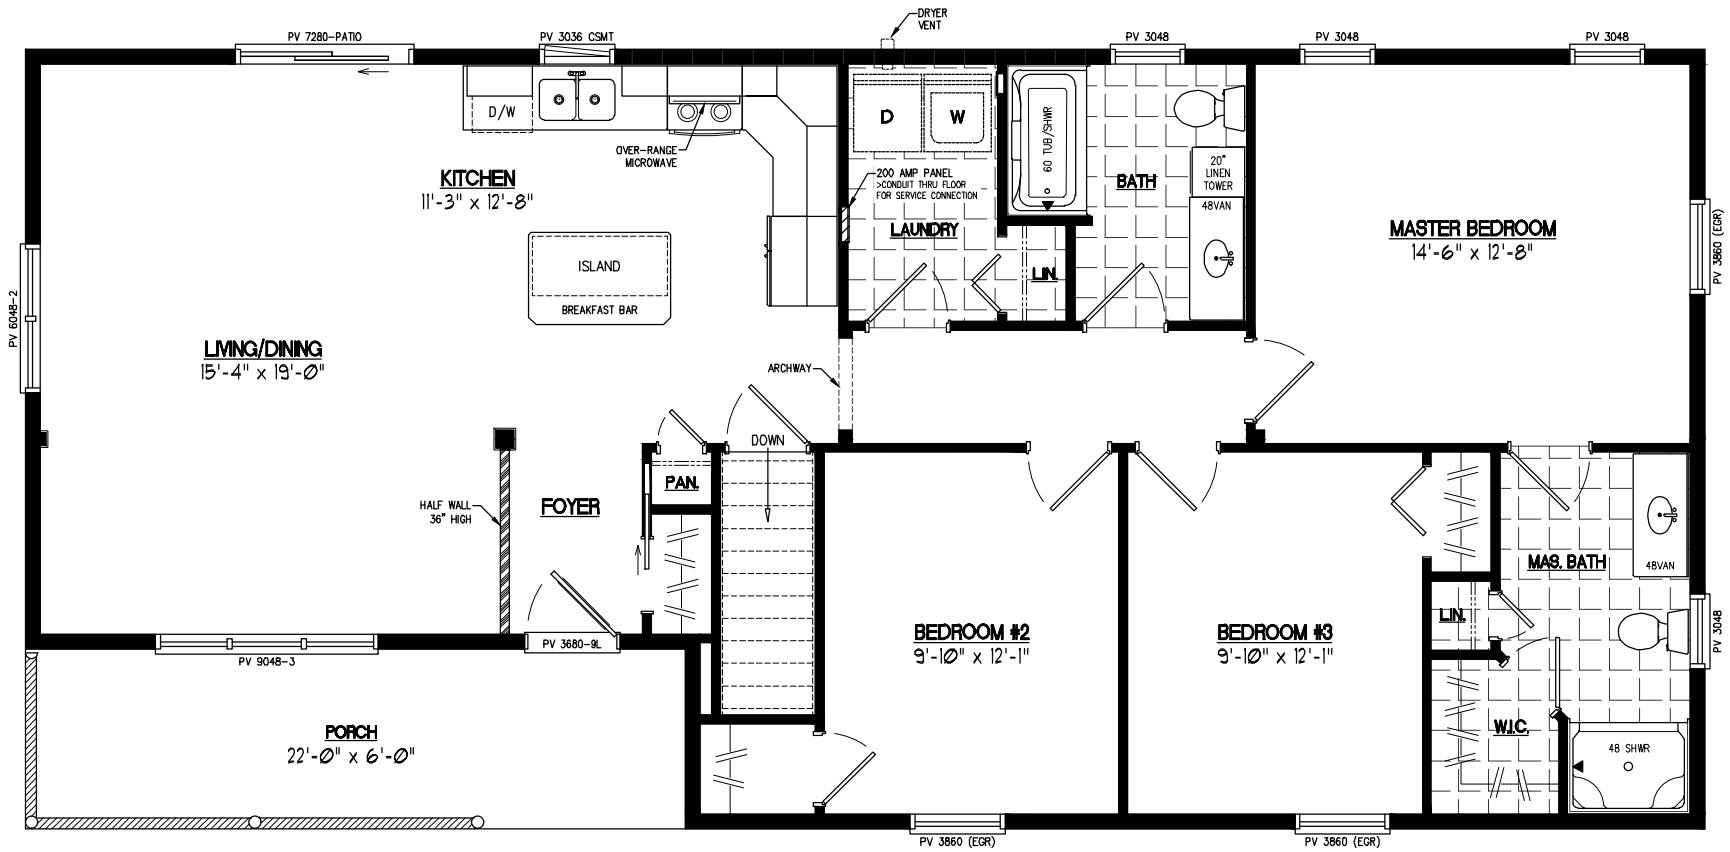 DRYER
VENT
PV 7280-PATIO
PV 3036 CSMT
PV 3048
PV 3048
PV 3048
D/W
OVER-RANGE
MICROWAVE
D
W
60 TUB/SHWR
200 AMP PANEL
>CONDUIT THRU FLOOR
FOR SERVICE CONNECTION
BATH
20"
LINEN
TOWER
48VAN
KITCHEN
11'-3" x 12'-8"
LAUNDRY
MASTER BEDROOM
14'-6" x 12'-8"
PV 3860 (EGR)
ISLAND
BREAKFAST BAR
LIN.
PV 6048-2
LIVING/DINING
15'-4" x 19'-0"
ARCHWAY
DOWN
PAN.
HALF WALL
36" HIGH
FOYER
MAS. BATH
48VAN
LIN.
PV 3048
BEDROOM #2
9'-10" x 12'-1"
BEDROOM #3
9'-10" x 12'-1"
PV 3680-9L
PV 9048-3
PORCH
22'-0" x 6'-0"
W.I.C.
48 SHWR
PV 3860 (EGR)
PV 3860 (EGR)